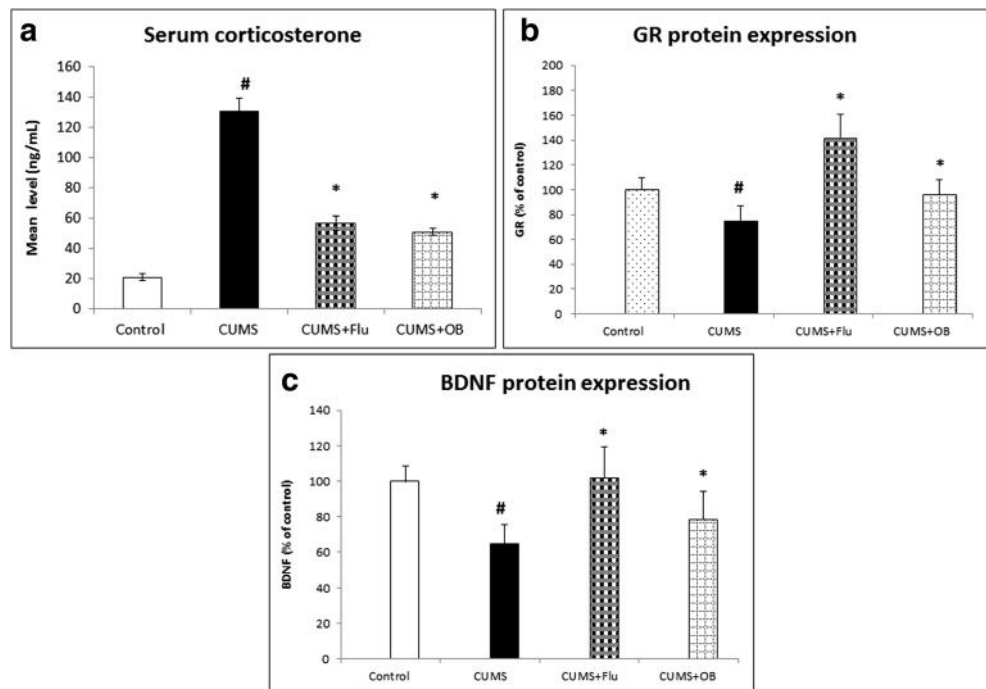 a
Serum corticosterone
Mean level (ng/mL)
160
140
120
100
80
60
40
20
0
#
*
*
Control
CUMS
CUMS+Flu
CUMS+OB
b
GR protein expression
GR (% of control)
200
180
160
140
120
100
80
60
40
20
0
#
*
*
Control
CUMS
CUMS+Flu
CUMS+OB
c
BDNF protein expression
BDNF (% of control)
140
120
100
80
60
40
20
0
#
*
*
Control
CUMS
CUMS+Flu
CUMS+OB